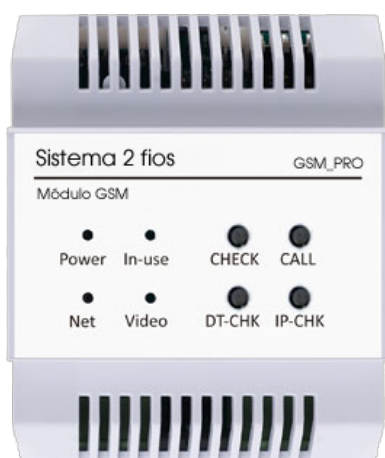 Sistema 2 fios GSM_PRO
Módulo GSM
Power In-use CHECK CALL
Net Video DT-CHK IP-CHK